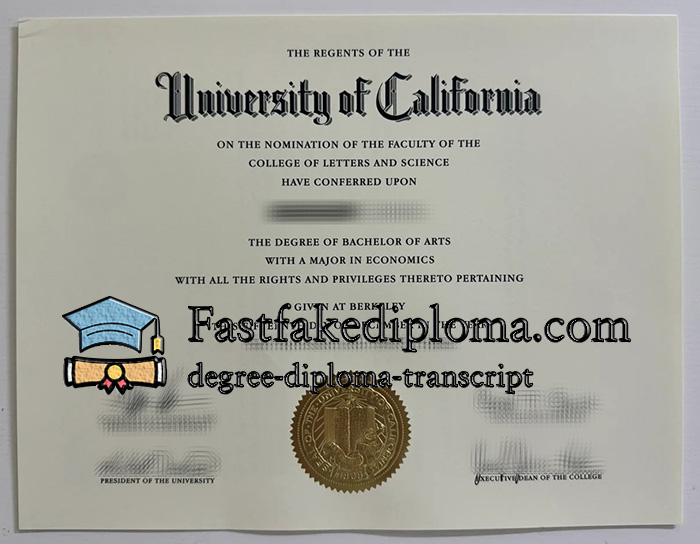 THE REGENTS OF THE
University of California
ON THE NOMINATION OF THE FACULTY OF THE
COLLEGE OF LETTERS AND SCIENCE
HAVE CONFERRED UPON
THE DEGREE OF BACHELOR OF ARTS
WITH A MAJOR IN ECONOMICS
WITH ALL THE RIGHTS AND PRIVILEGES THERETO PERTAINING
GIVEN AT BERKELEY
Fastfakediploma.com
degree-diploma-transcript
PRESIDENT OF THE UNIVERSITY
EXECUTIVE DEAN OF THE COLLEGE